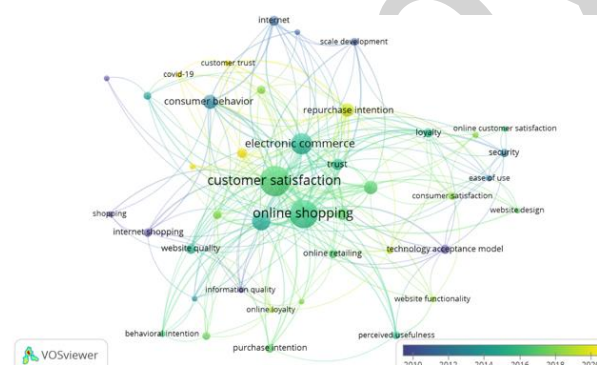 internet
scale development
customer trust
covid-19
consumer behavior
repurchase intention
loyalty
online customer satisfaction
electronic commerce
security
trust
ease of use
customer satisfaction
consumer satisfaction
shopping
online shopping
website design
internet shopping
website quality
online retailing
technology acceptance model
information quality
website functionality
online loyalty
behavioral intention
perceived usefulness
purchase intention
VOSviewer
2010 2012 2014 2016 2018 2020